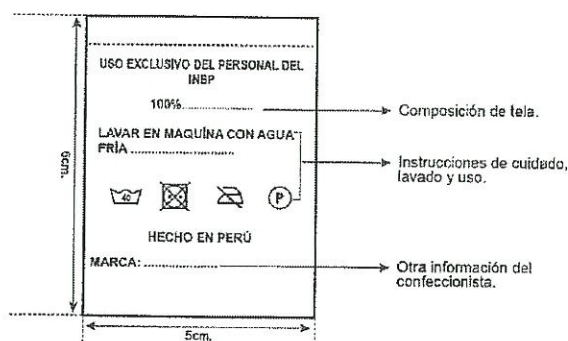 USO EXCLUSIVO DEL PERSONAL DEL
INBP
100%........................
Composición de tela.
LAVAR EN MAQUÍNA CON AGUA
FRÍA.........................
Instrucciones de cuidado,
lavado y uso.
40
P
HECHO EN PERÚ
MARCA:..................
Otra información del
confeccionista.
6cm.
5cm.